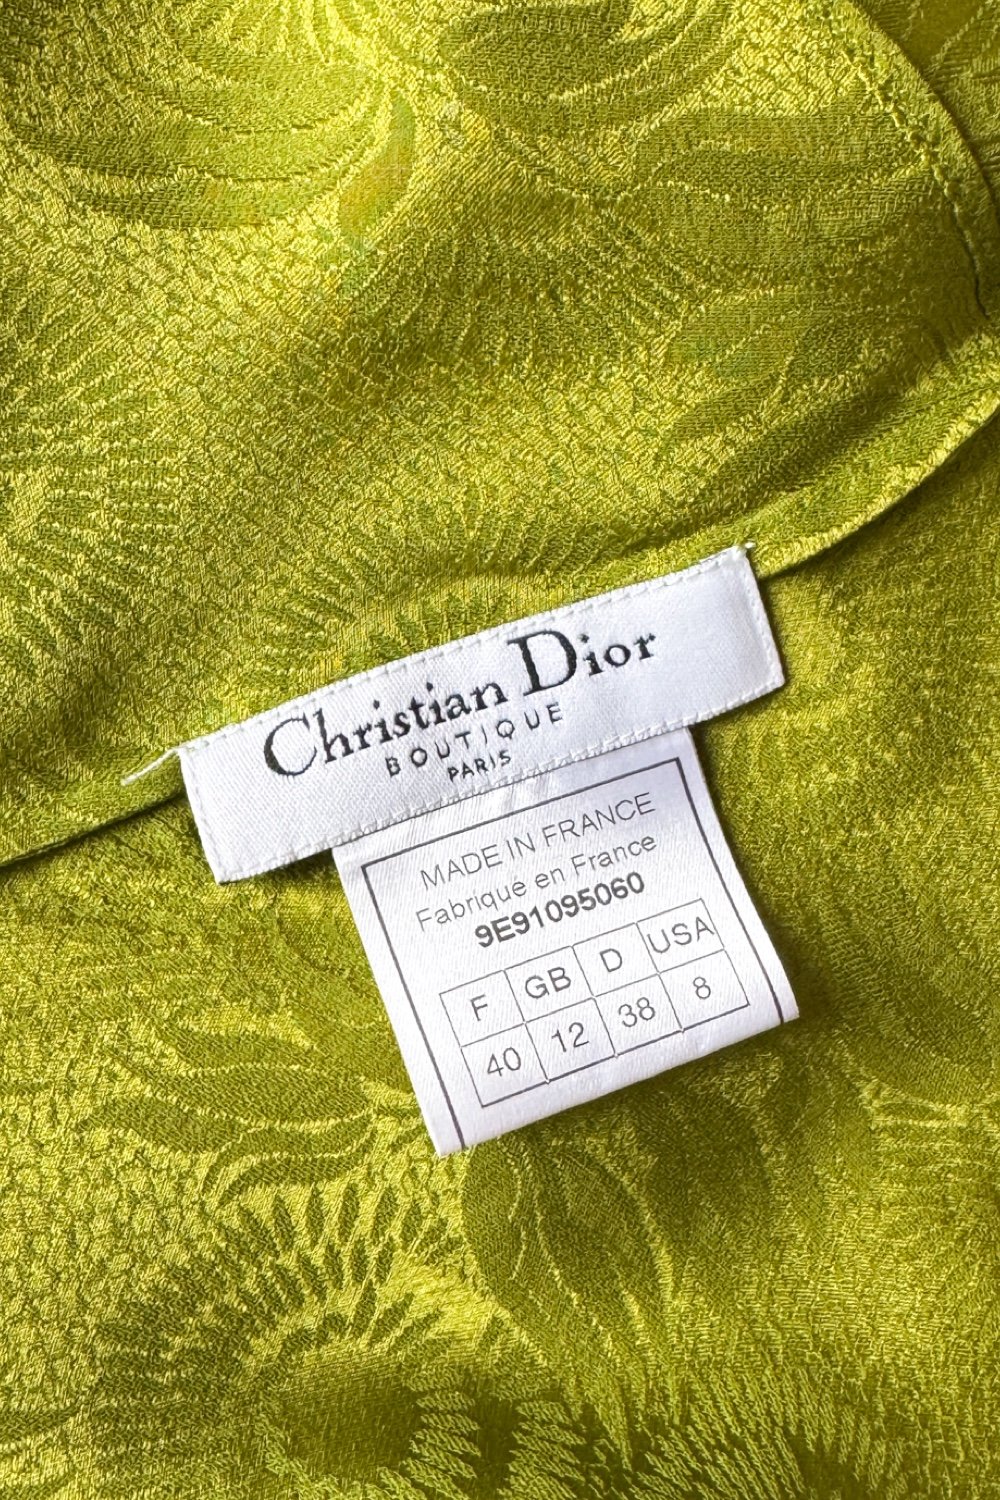 Christian Dior
BOUTIQUE
PARIS
MADE IN FRANCE
Fabriqué en France
9E91095060
F GB D USA
40 12 38 8